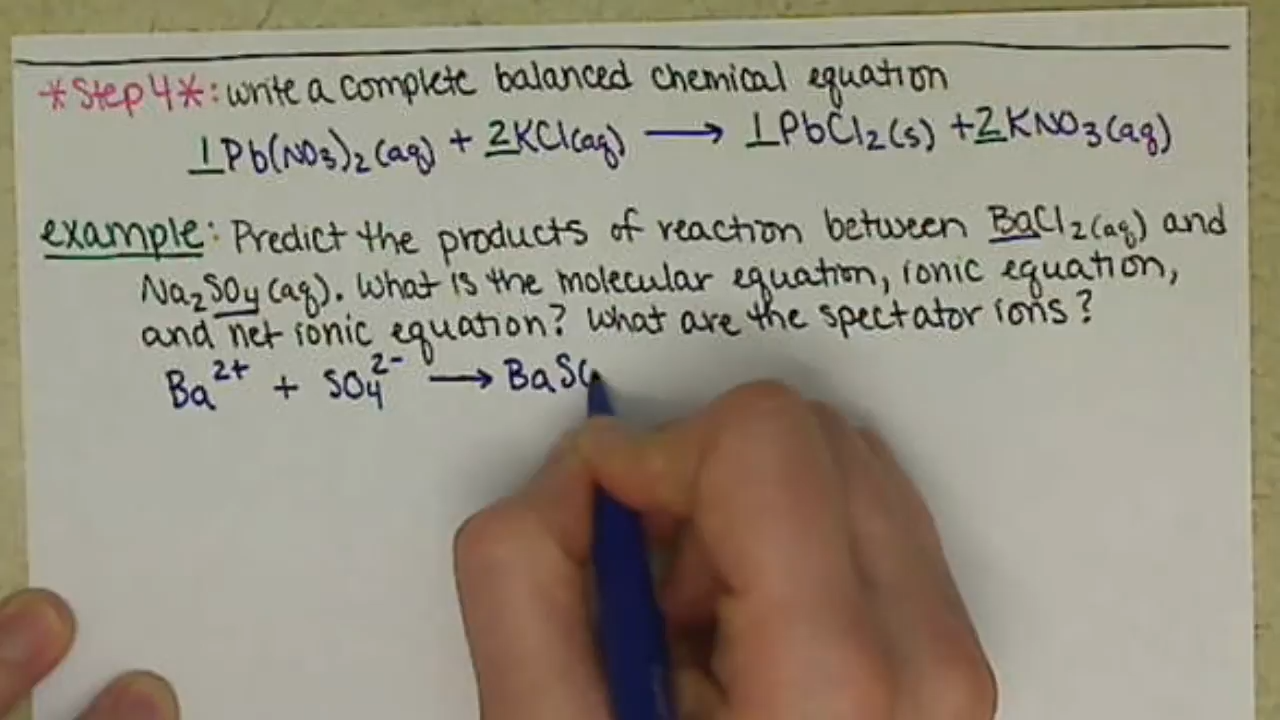 *Step 4*: write a complete balanced chemical equation
1Pb(NO₃)₂(aq) + 2KCl(aq) → 1PbCl₂(s) + 2KNO₃(aq)
example: Predict the products of reaction between BaCl₂(aq) and
Na₂SO₄(aq). What is the molecular equation, ionic equation,
and net ionic equation? What are the spectator ions?
Ba²⁺ + SO₄²⁻ → BaSO